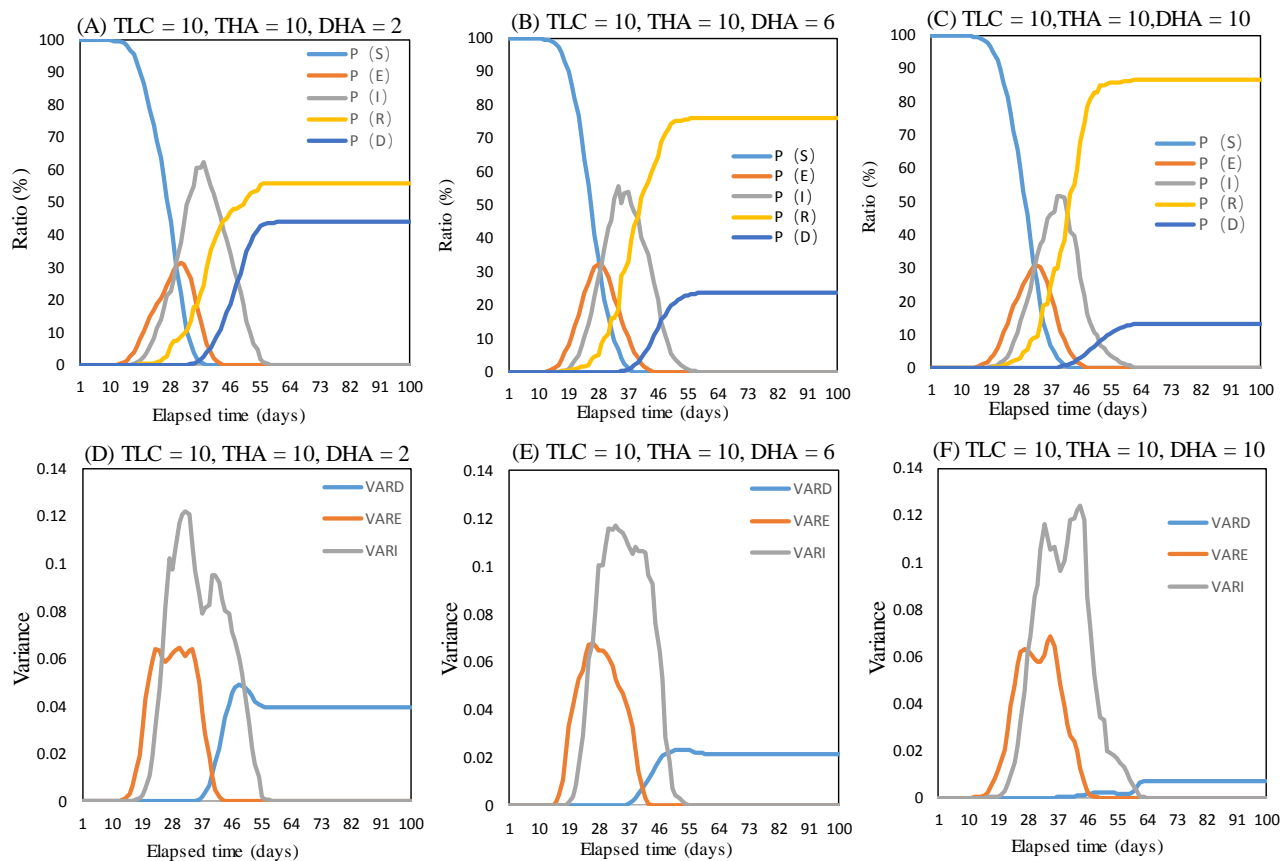 (A) TLC = 10, THA = 10, DHA = 2
100
90
80
70
60
50
40
30
20
10
0
Ratio (%)
P (S)
P (E)
P (I)
P (R)
P (D)
1 10 19 28 37 46 55 64 73 82 91 100
Elapsed time (days)
(B) TLC = 10, THA = 10, DHA = 6
100
90
80
70
60
50
40
30
20
10
0
Ratio (%)
P (S)
P (E)
P (I)
P (R)
P (D)
1 10 19 28 37 46 55 64 73 82 91 100
Elapsed time (days)
(C) TLC = 10,THA = 10,DHA = 10
100
90
80
70
60
50
40
30
20
10
0
Ratio (%)
P (S)
P (E)
P (I)
P (R)
P (D)
1 10 19 28 37 46 55 64 73 82 91 100
Elapsed time (days)
(D) TLC = 10, THA = 10, DHA = 2
0.14
0.12
0.1
0.08
0.06
0.04
0.02
0
Variance
VARD
VARE
VARI
1 10 19 28 37 46 55 64 73 82 91 100
Elapsed time (days)
(E) TLC = 10, THA = 10, DHA = 6
0.14
0.12
0.1
0.08
0.06
0.04
0.02
0
Variance
VARD
VARE
VARI
1 10 19 28 37 46 55 64 73 82 91 100
Elapsed time (days)
(F) TLC = 10, THA = 10, DHA = 10
0.14
0.12
0.1
0.08
0.06
0.04
0.02
0
Variance
VARD
VARE
VARI
1 10 19 28 37 46 55 64 73 82 91 100
Elapsed time (days)